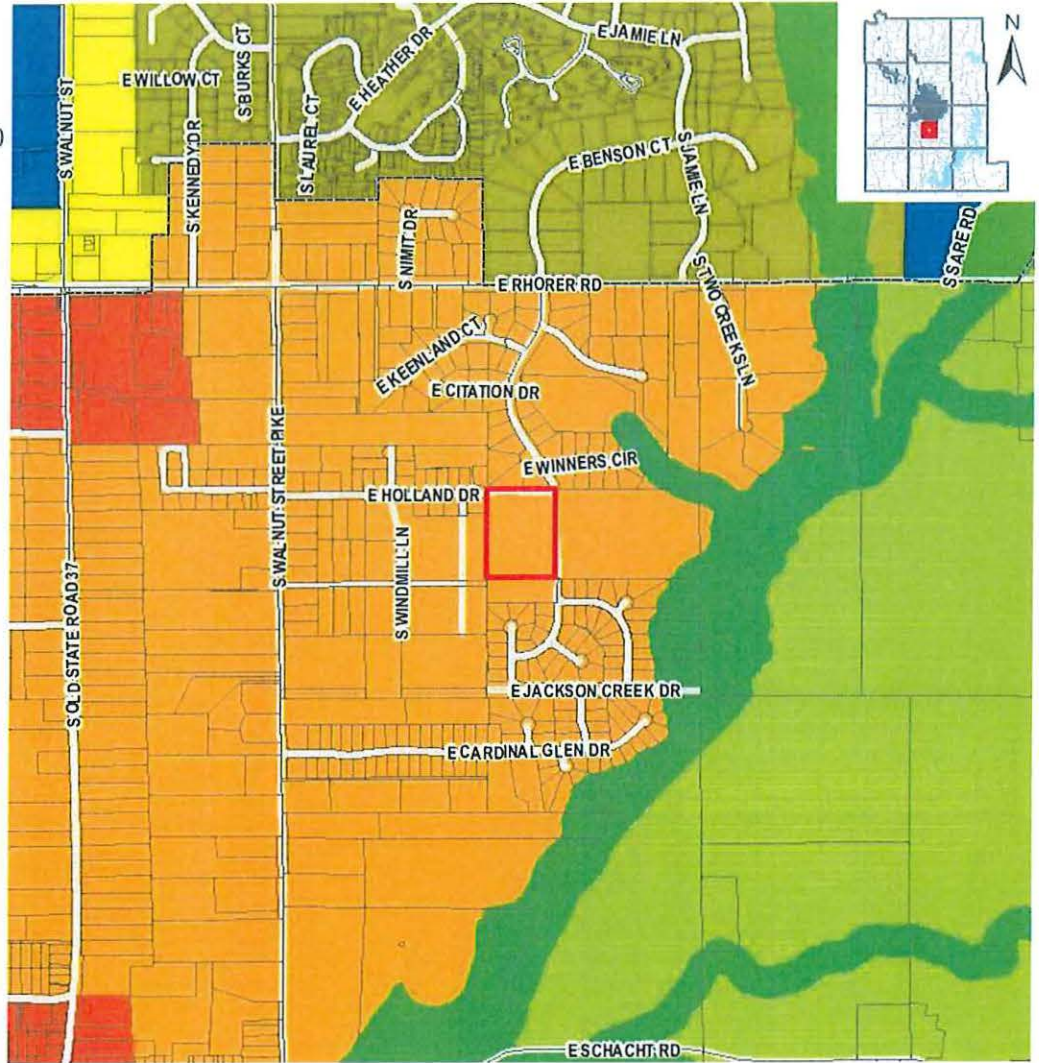 E JAMIE LN
N
S WALNUT ST
E WILLOW CT
S BURKS CT
E HEATHER DR
S KENNEDY DR
S LAUREL CT
E BENSON CT
S JAMIE LN
S NIMIT DR
S SARE RD
E RHORER RD
S TWO CREEKS LN
E KEENLAND CT
E CITATION DR
S WALNUT STREET PIKE
E WINNERS CIR
E HOLLAND DR
S WINDMILL LN
S OLD STATE ROAD 37
E JACKSON CREEK DR
E CARDINAL GLEN DR
E SCHACHT RD
)